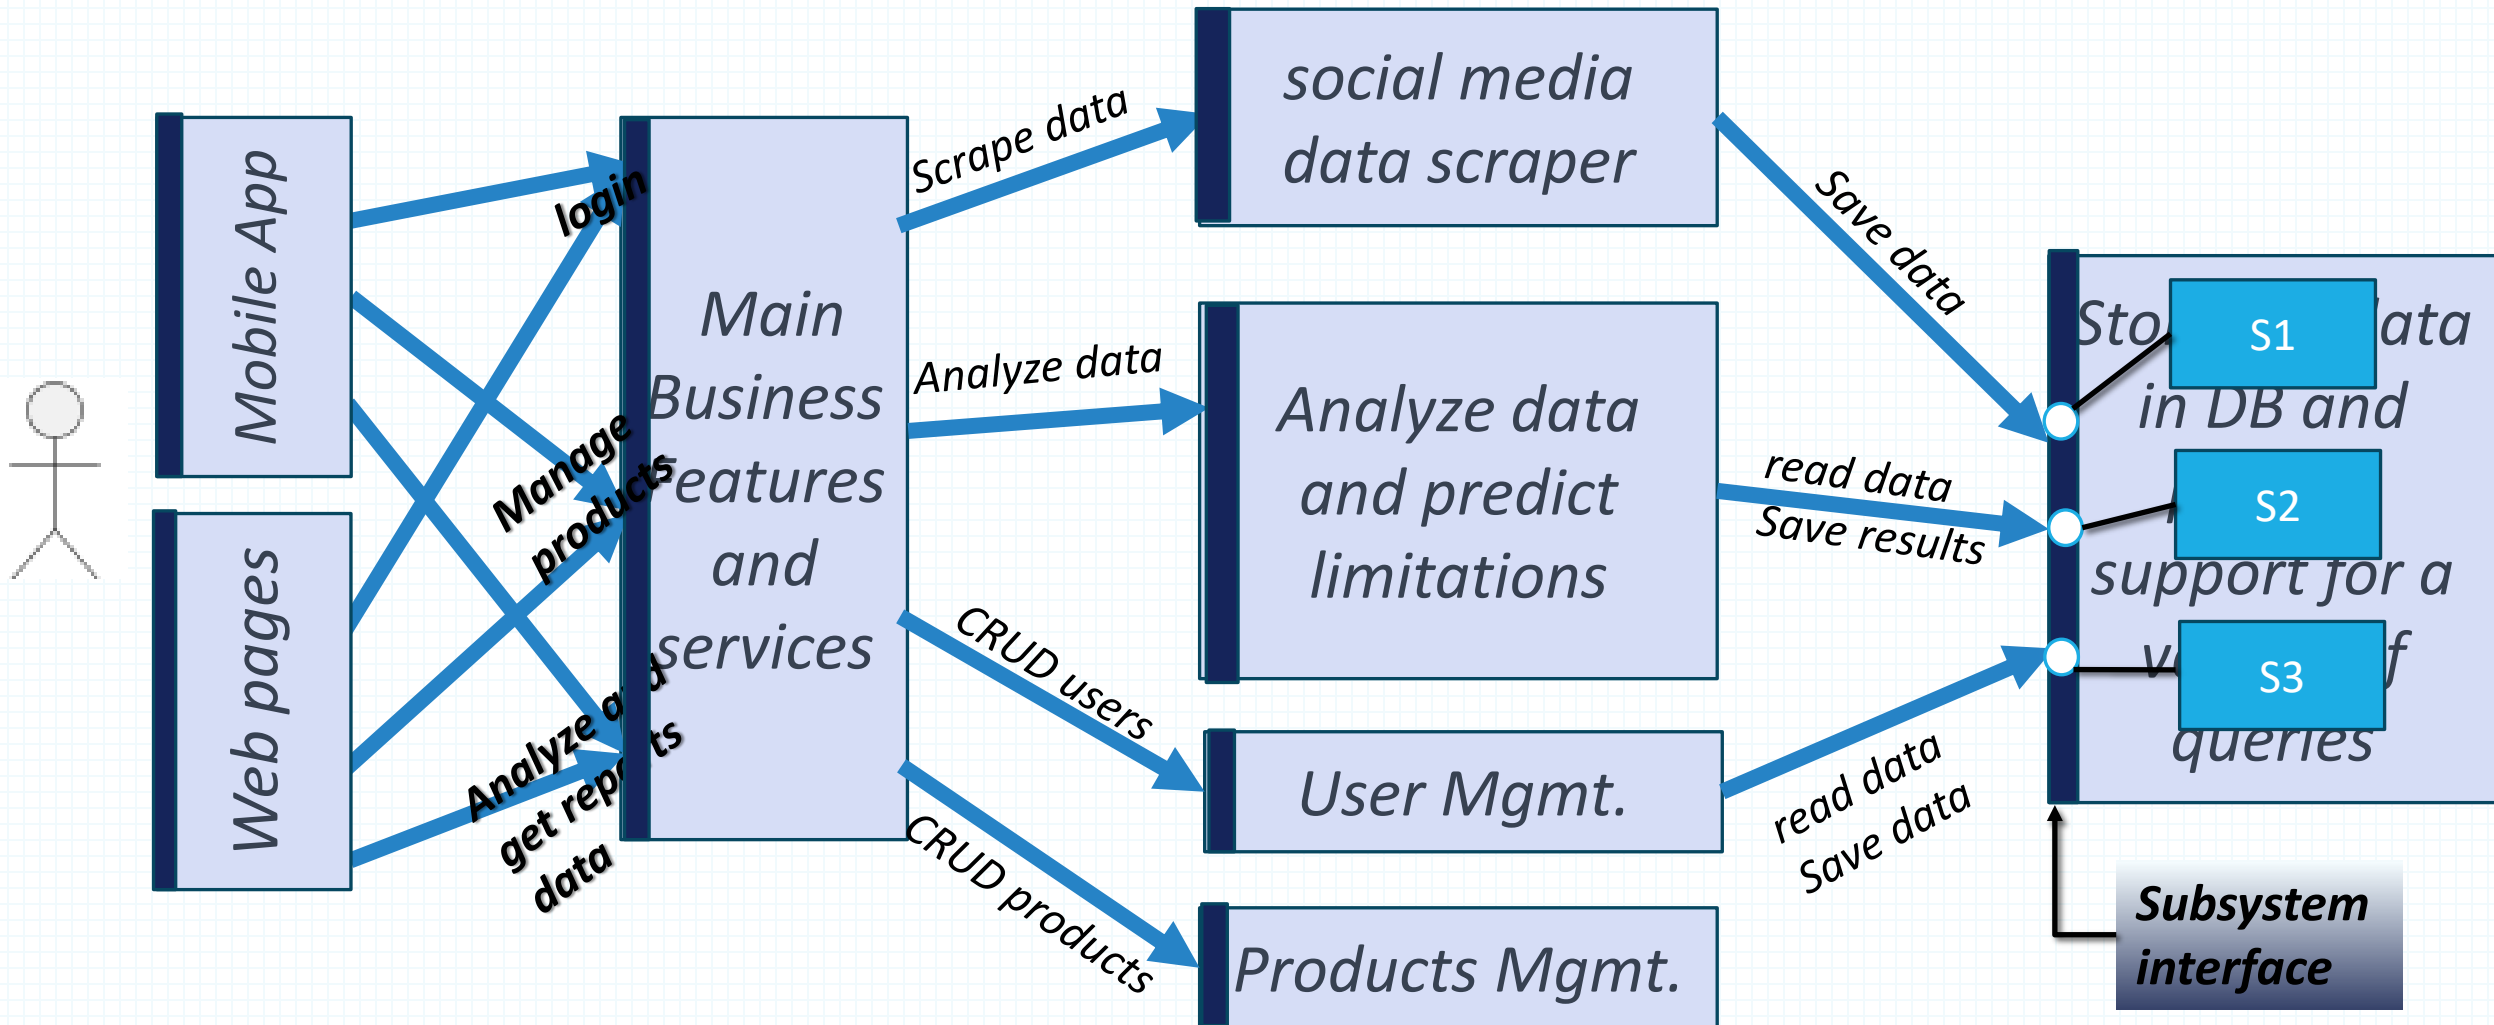 Mobile App
Web pages
login
Manage
products
Analyze and
get reports
data
Main
Business
Features
and
services
Scrape data
Analyze data
CRUD users
CRUD products
social media
data scraper
Analyze data
and predict
limitations
User Mgmt.
Products Mgmt.
Save data
read data
Save results
read data
Save data
data
in DB and
support for a
queries
S1
S2
S3
Subsystem
interface